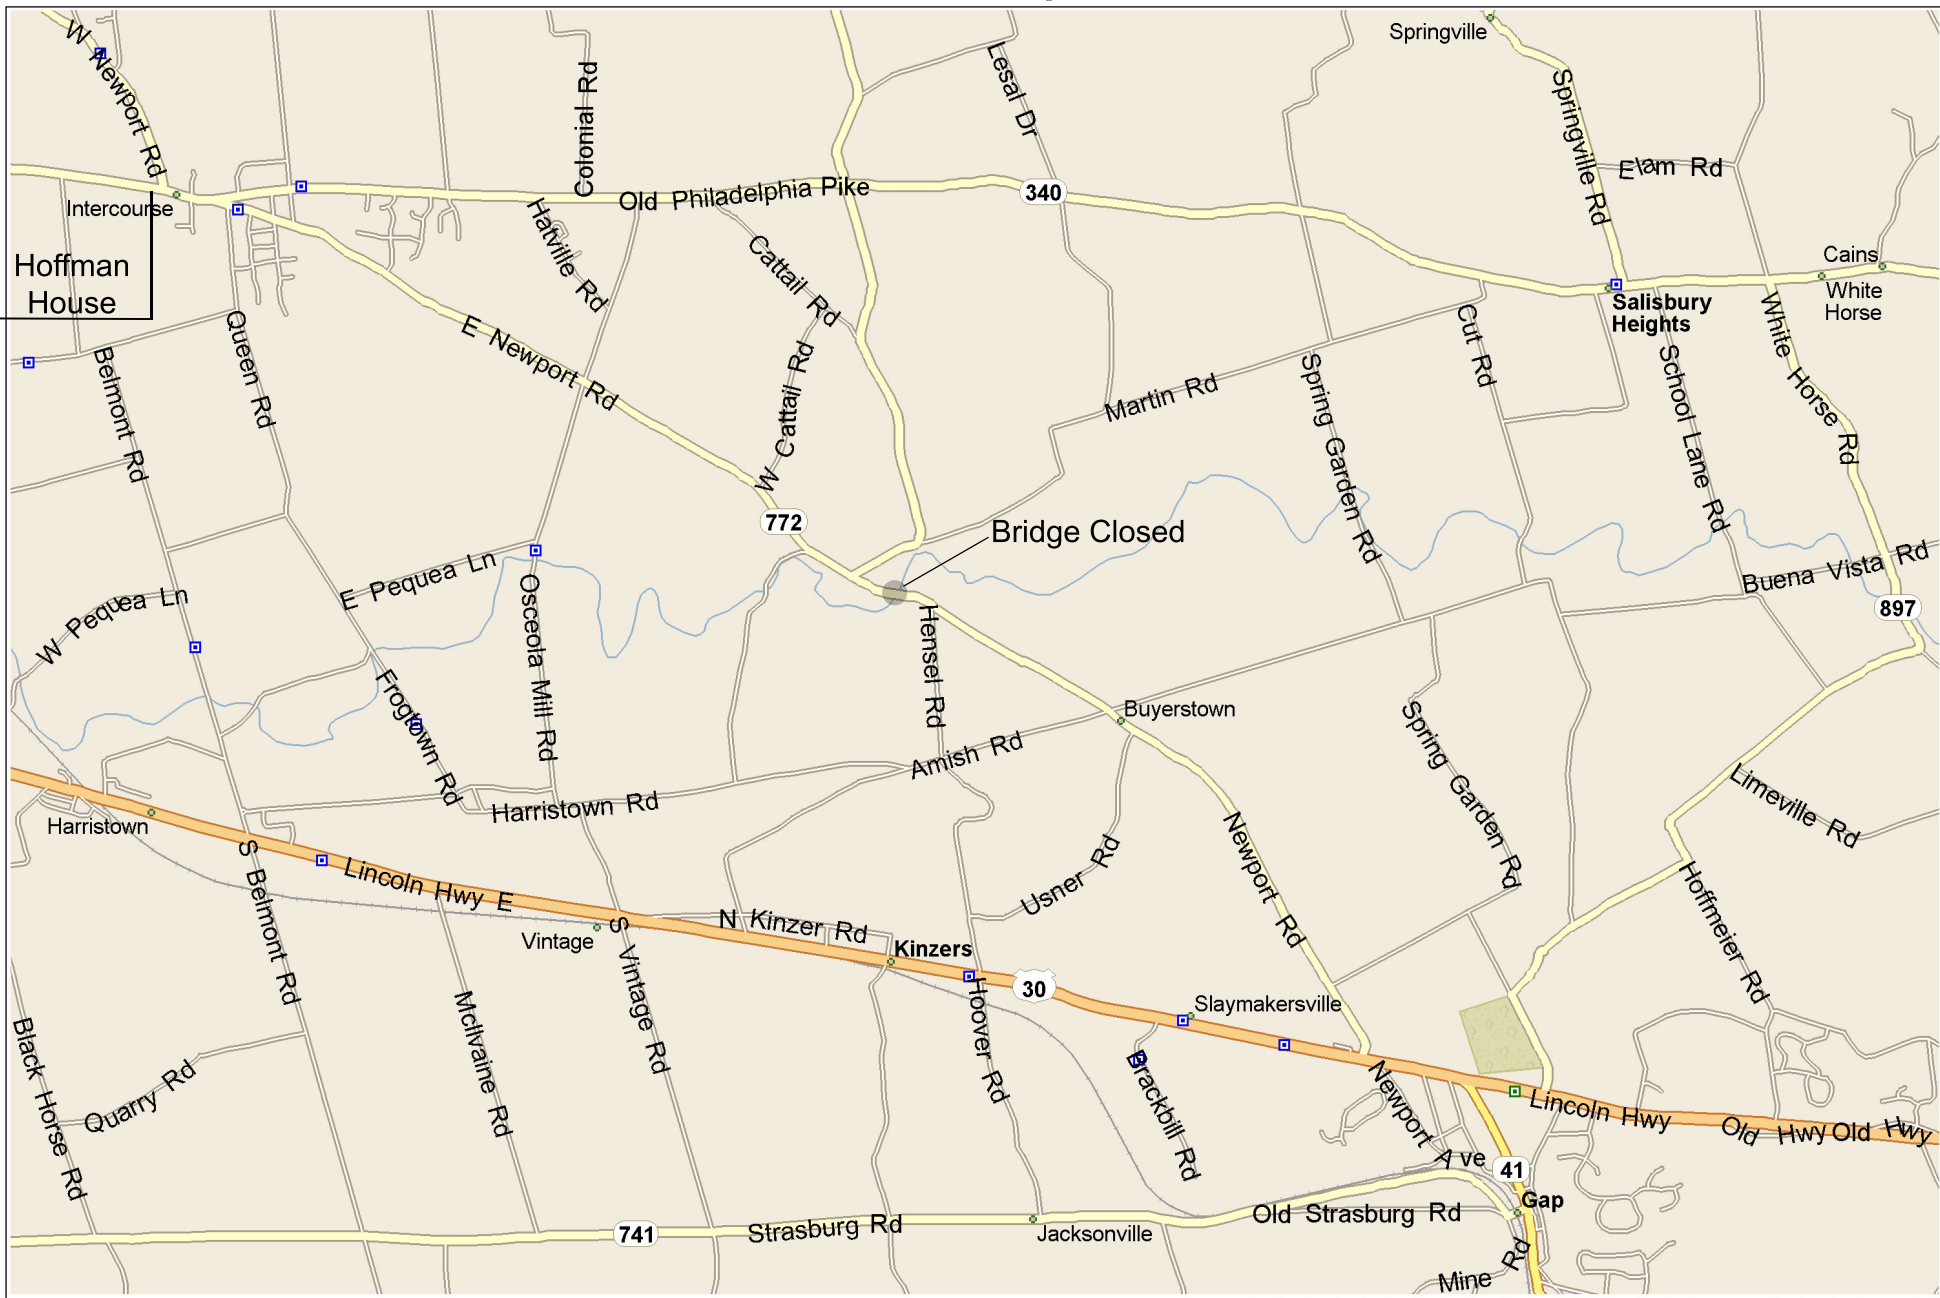 Springville
W Newport Rd
Colonial Rd
Lesal Dr
Springville Rd
Elam Rd
Old Philadelphia Pike
340
Intercourse
Hoffman
House
Hatville Rd
Cattail Rd
Cains
White
Horse
Salisbury
Heights
Belmont Rd
Queen Rd
E Newport Rd
W Cattail Rd
Martin Rd
Spring Garden Rd
Cut Rd
School Lane Rd
White Horse Rd
772
Bridge Closed
E Pequea Ln
W Pequea Ln
Osceola Mill Rd
Hensel Rd
Buena Vista Rd
897
Frogtown Rd
Buyerstown
Amish Rd
Spring Garden Rd
Harristown Rd
Harristown
Limeville Rd
S Belmont Rd
Lincoln Hwy E
Usner Rd
Newport Rd
Hoffmeier Rd
Vintage
S Vintage Rd
N Kinzer Rd
Kinzers
30
Slaymakersville
McIlvaine Rd
Hoover Rd
Black Horse Rd
Quarry Rd
Brackbill Rd
Newport Ave
Lincoln Hwy
Old Hwy
Old Hwy
41
Gap
741
Strasburg Rd
Jacksonville
Old Strasburg Rd
Mine Rd